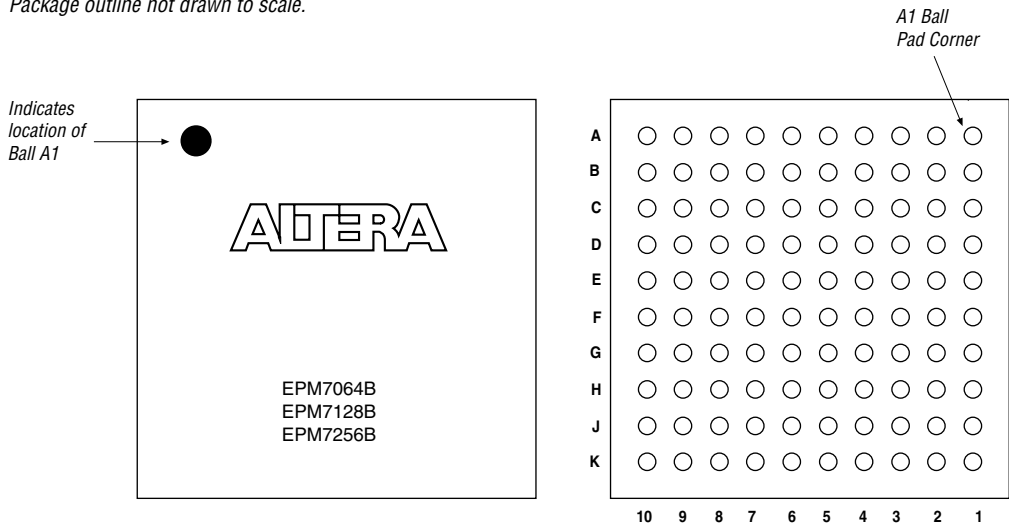 Package outline not drawn to scale.
A1 Ball
Pad Corner
Indicates
location of
Ball A1
ALTERA
EPM7064B
EPM7128B
EPM7256B
A
B
C
D
E
F
G
H
J
K
10 9 8 7 6 5 4 3 2 1